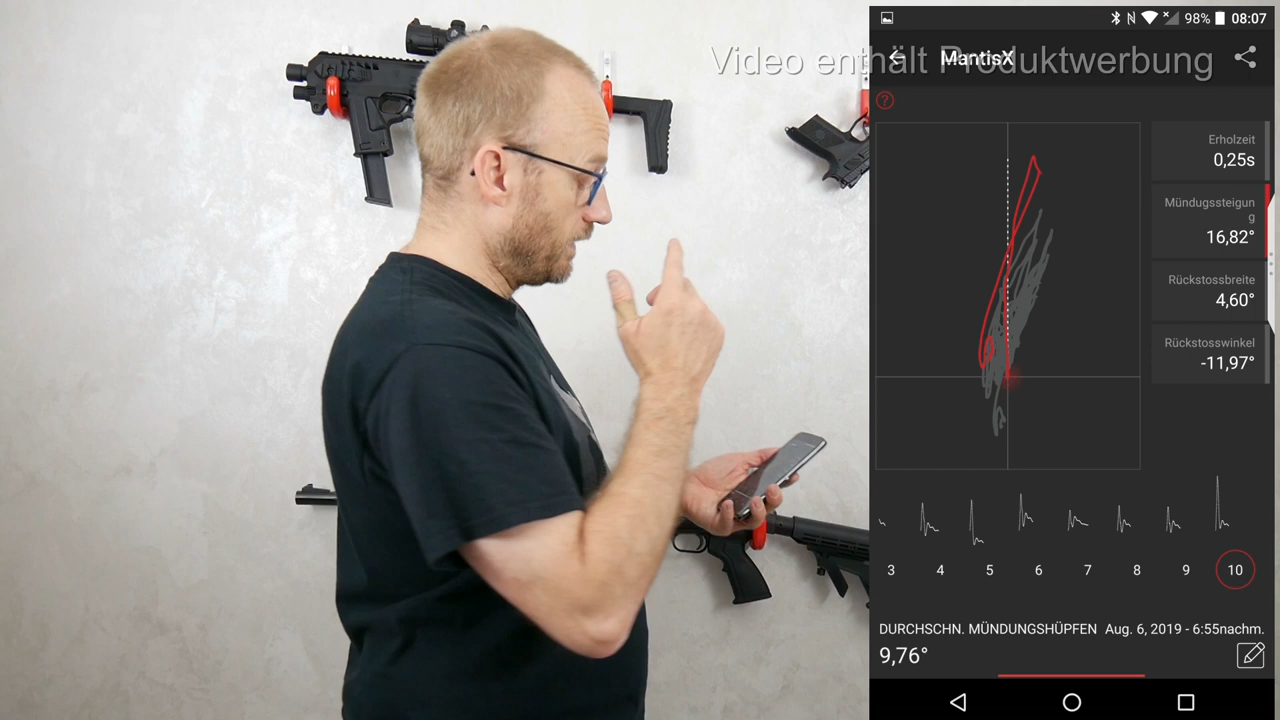 98% 08:07
Video enthält Produktwerbung
MantisX
?
Erholzeit
0,25s
Mündugssteigun
g
16,82°
Rückstossbreite
4,60°
Rückstosswinkel
-11,97°
3 4 5 6 7 8 9 10
DURCHSCHN. MÜNDUNGSHÜPFEN Aug. 6, 2019 - 6:55nachm.
9,76°